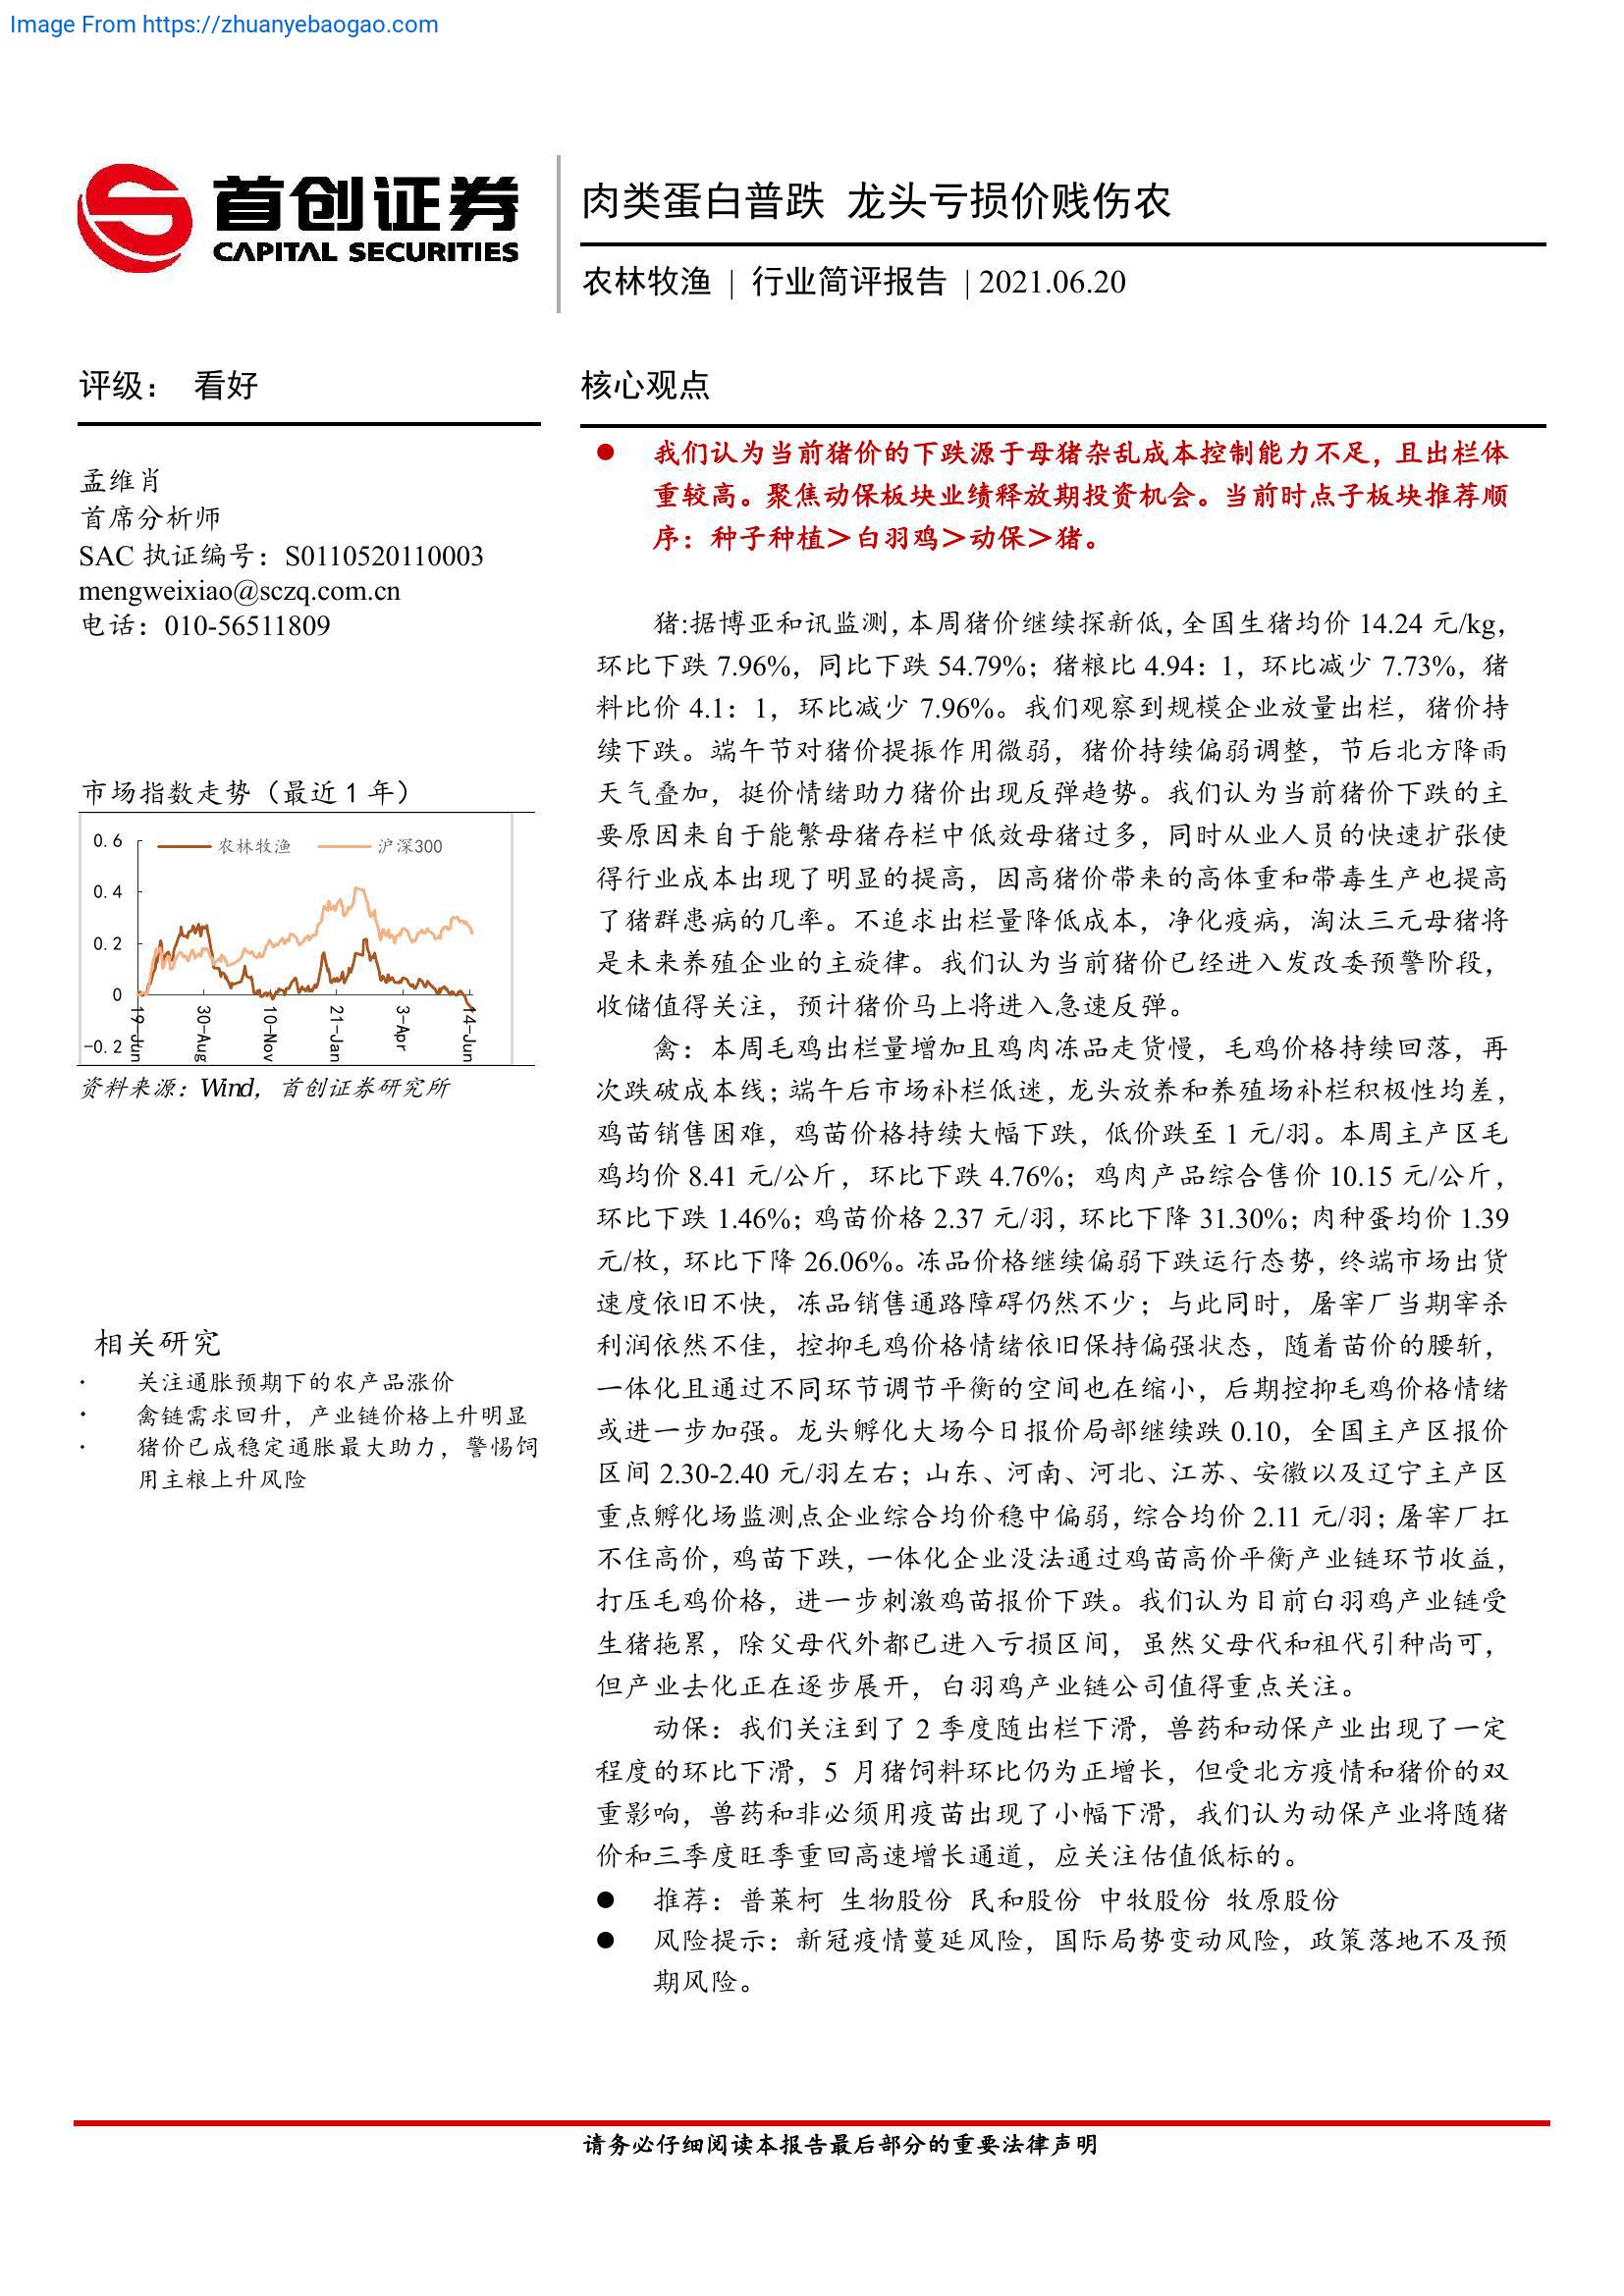 Image From https://zhuanyebaogao.com
首创证券
CAPITAL SECURITIES
肉类蛋白普跌 龙头亏损价贱伤农
农林牧渔 | 行业简评报告 | 2021.06.20
评级： 看好
孟维肖
首席分析师
SAC 执证编号：S0110520110003
mengweixiao@sczq.com.cn
电话：010-56511809
市场指数走势（最近 1 年）
农林牧渔 沪深300
0.6
0.4
0.2
0
-0.2
19-Jun
30-Aug
10-Nov
21-Jan
3-Apr
14-Jun
资料来源：Wind，首创证券研究所
相关研究
· 关注通胀预期下的农产品涨价
· 禽链需求回升，产业链价格上升明显
· 猪价已成稳定通胀最大助力，警惕饲
用主粮上升风险
核心观点
● 我们认为当前猪价的下跌源于母猪杂乱成本控制能力不足，且出栏体
重较高。聚焦动保板块业绩释放期投资机会。当前时点子板块推荐顺
序：种子种植＞白羽鸡＞动保＞猪。
猪:据博亚和讯监测，本周猪价继续探新低，全国生猪均价 14.24 元/kg，
环比下跌 7.96%，同比下跌 54.79%；猪粮比 4.94：1，环比减少 7.73%，猪
料比价 4.1：1，环比减少 7.96%。我们观察到规模企业放量出栏，猪价持
续下跌。端午节对猪价提振作用微弱，猪价持续偏弱调整，节后北方降雨
天气叠加，挺价情绪助力猪价出现反弹趋势。我们认为当前猪价下跌的主
要原因来自于能繁母猪存栏中低效母猪过多，同时从业人员的快速扩张使
得行业成本出现了明显的提高，因高猪价带来的高体重和带毒生产也提高
了猪群患病的几率。不追求出栏量降低成本，净化疫病，淘汰三元母猪将
是未来养殖企业的主旋律。我们认为当前猪价已经进入发改委预警阶段，
收储值得关注，预计猪价马上将进入急速反弹。
禽：本周毛鸡出栏量增加且鸡肉冻品走货慢，毛鸡价格持续回落，再
次跌破成本线；端午后市场补栏低迷，龙头放养和养殖场补栏积极性均差，
鸡苗销售困难，鸡苗价格持续大幅下跌，低价跌至 1 元/羽。本周主产区毛
鸡均价 8.41 元/公斤，环比下跌 4.76%；鸡肉产品综合售价 10.15 元/公斤，
环比下跌 1.46%；鸡苗价格 2.37 元/羽，环比下降 31.30%；肉种蛋均价 1.39
元/枚，环比下降 26.06%。冻品价格继续偏弱下跌运行态势，终端市场出货
速度依旧不快，冻品销售通路障碍仍然不少；与此同时，屠宰厂当期宰杀
利润依然不佳，控抑毛鸡价格情绪依旧保持偏强状态，随着苗价的腰斩，
一体化且通过不同环节调节平衡的空间也在缩小，后期控抑毛鸡价格情绪
或进一步加强。龙头孵化大场今日报价局部继续跌 0.10，全国主产区报价
区间 2.30-2.40 元/羽左右；山东、河南、河北、江苏、安徽以及辽宁主产区
重点孵化场监测点企业综合均价稳中偏弱，综合均价 2.11 元/羽；屠宰厂扛
不住高价，鸡苗下跌，一体化企业没法通过鸡苗高价平衡产业链环节收益，
打压毛鸡价格，进一步刺激鸡苗报价下跌。我们认为目前白羽鸡产业链受
生猪拖累，除父母代外都已进入亏损区间，虽然父母代和祖代引种尚可，
但产业去化正在逐步展开，白羽鸡产业链公司值得重点关注。
动保：我们关注到了 2 季度随出栏下滑，兽药和动保产业出现了一定
程度的环比下滑，5 月猪饲料环比仍为正增长，但受北方疫情和猪价的双
重影响，兽药和非必须用疫苗出现了小幅下滑，我们认为动保产业将随猪
价和三季度旺季重回高速增长通道，应关注估值低标的。
● 推荐：普莱柯 生物股份 民和股份 中牧股份 牧原股份
● 风险提示：新冠疫情蔓延风险，国际局势变动风险，政策落地不及预
期风险。
请务必仔细阅读本报告最后部分的重要法律声明